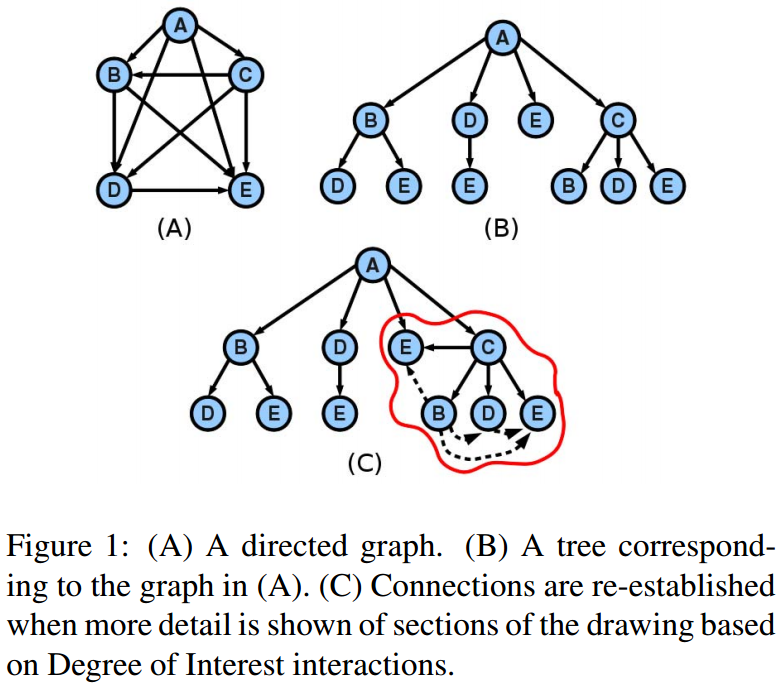 A
B
C
D
E
(A)
A
B
D
E
C
D
E
E
B
D
E
(B)
A
B
D
E
C
D
E
E
B
D
E
(C)
Figure 1: (A) A directed graph. (B) A tree correspond-
ing to the graph in (A). (C) Connections are re-established
when more detail is shown of sections of the drawing based
on Degree of Interest interactions.